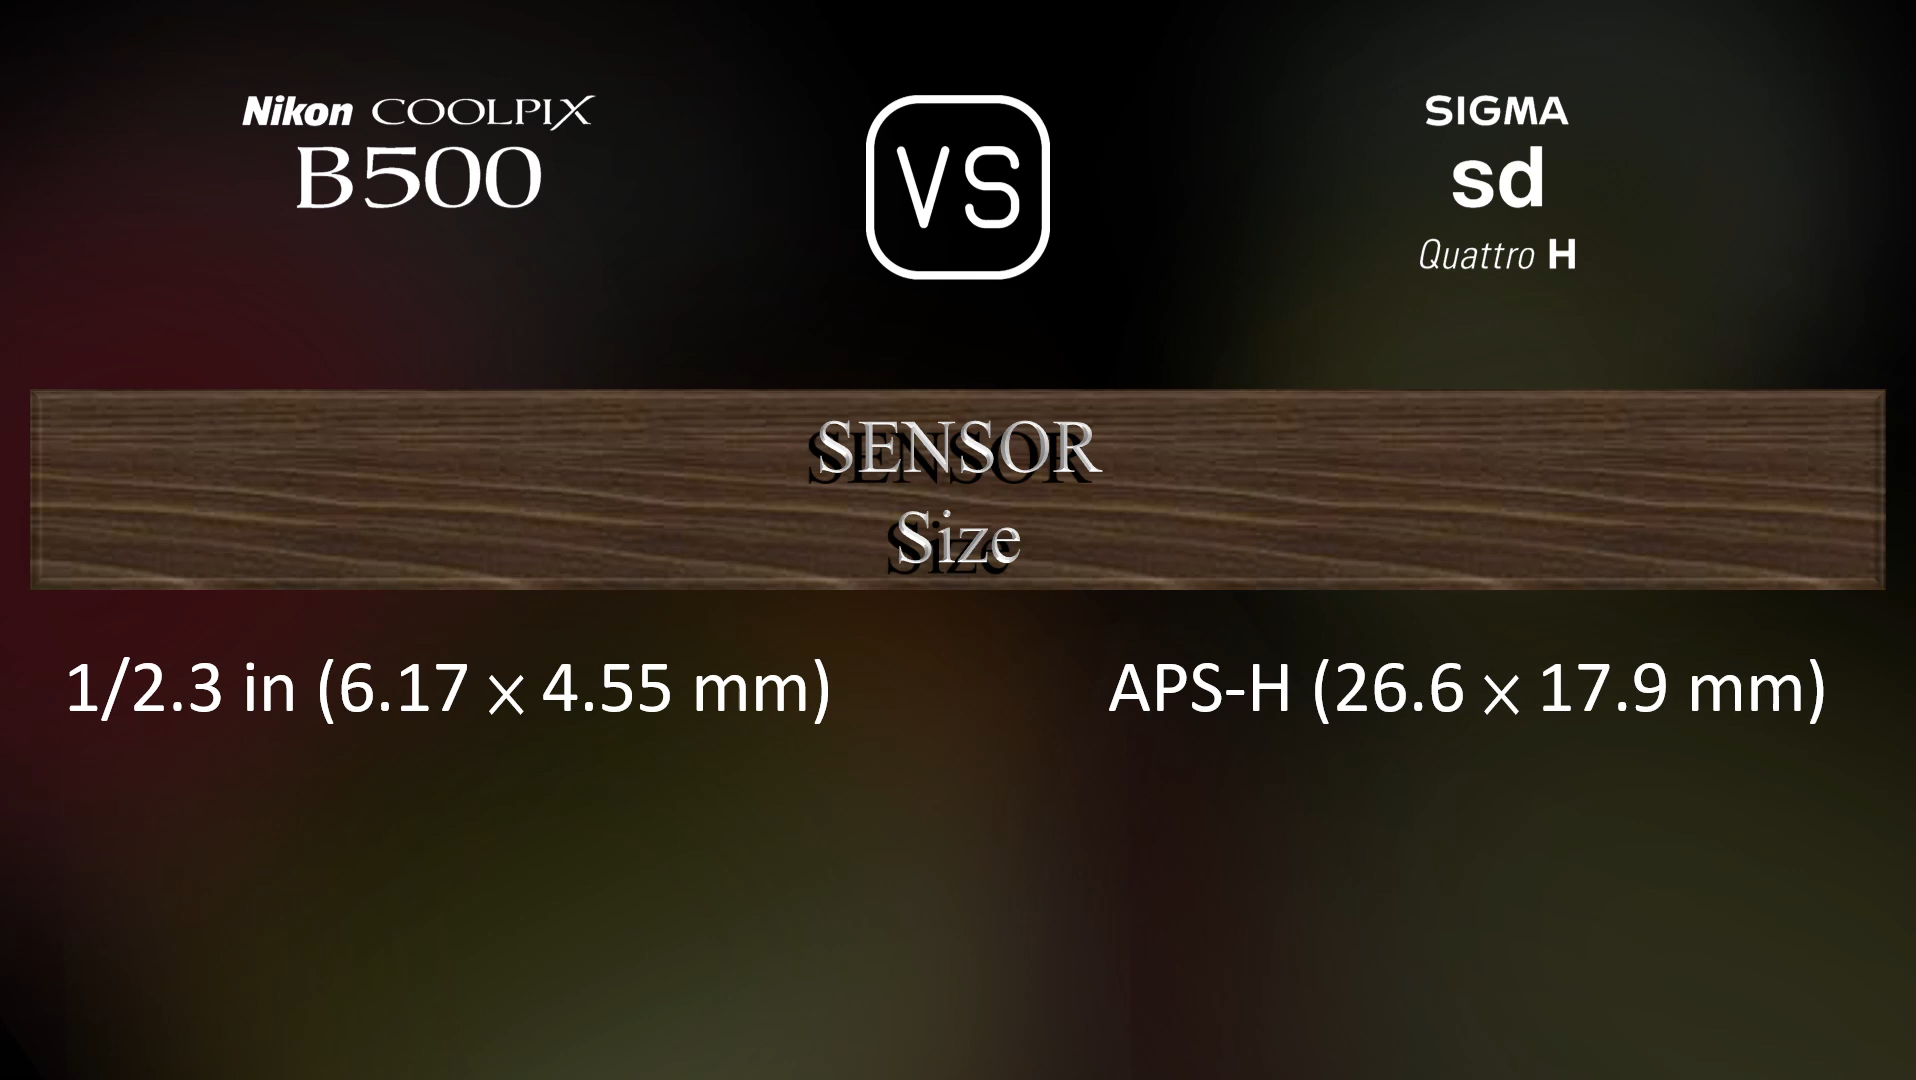 Nikon COOLPIX
B500
VS
SIGMA
sd
Quattro H
SENSOR
Size
1/2.3 in (6.17 x 4.55 mm)
APS-H (26.6 x 17.9 mm)